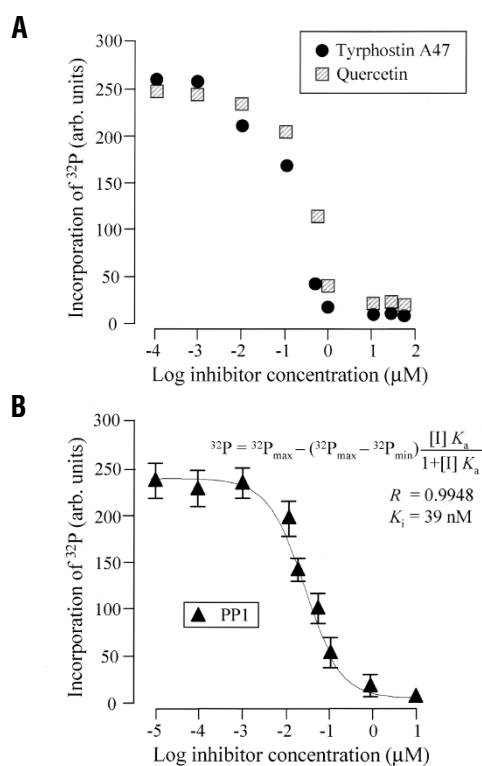 A
Incorporation of ³²P (arb. units)
300
250
200
150
100
50
0
Tyrphostin A47
Quercetin
-4 -3 -2 -1 0 1 2
Log inhibitor concentration (μM)
B
Incorporation of ³²P (arb. units)
300
250
200
150
100
50
0
³²P = ³²Pmax – (³²Pmax – ³²Pmin) [I] Ka / 1+[I] Ka
R = 0.9948
Ki = 39 nM
PP1
-5 -4 -3 -2 -1 0 1
Log inhibitor concentration (μM)